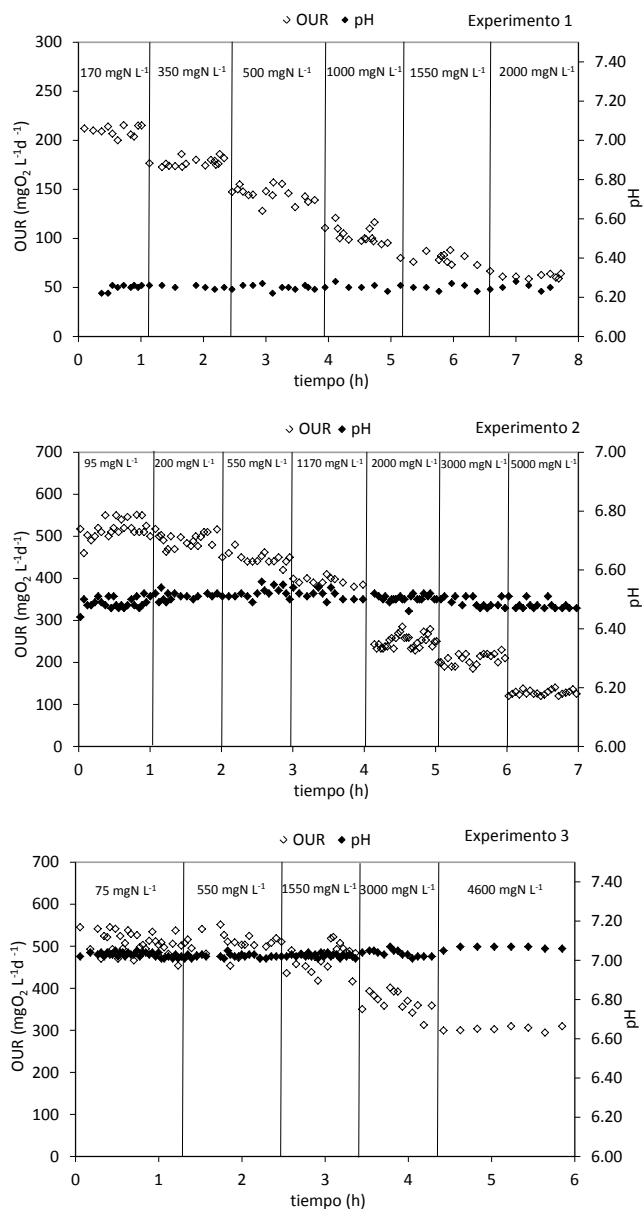 ◇ OUR ◆ pH Experimento 1
170 mgN L-1 350 mgN L-1 500 mgN L-1 1000 mgN L-1 1550 mgN L-1 2000 mgN L-1
OUR (mgO2 L-1d -1)
300
250
200
150
100
50
0
7.40
7.20
7.00
6.80
6.60
6.40
6.20
6.00
pH
0 1 2 3 4 5 6 7 8
tiempo (h)
◇ OUR ◆ pH Experimento 2
95 mgN L-1 200 mgN L-1 550 mgN L-1 1170 mgN L-1 2000 mgN L-1 3000 mgN L-1 5000 mgN L-1
OUR (mgO2 L-1d-1)
700
600
500
400
300
200
100
0
7.00
6.80
6.60
6.40
6.20
6.00
pH
0 1 2 3 4 5 6 7
tiempo (h)
◇ OUR ◆ pH Experimento 3
75 mgN L-1 550 mgN L-1 1550 mgN L-1 3000 mgN L-1 4600 mgN L-1
OUR (mgO2 L-1d-1)
700
600
500
400
300
200
100
0
7.40
7.20
7.00
6.80
6.60
6.40
6.20
6.00
pH
0 1 2 3 4 5 6
tiempo (h)